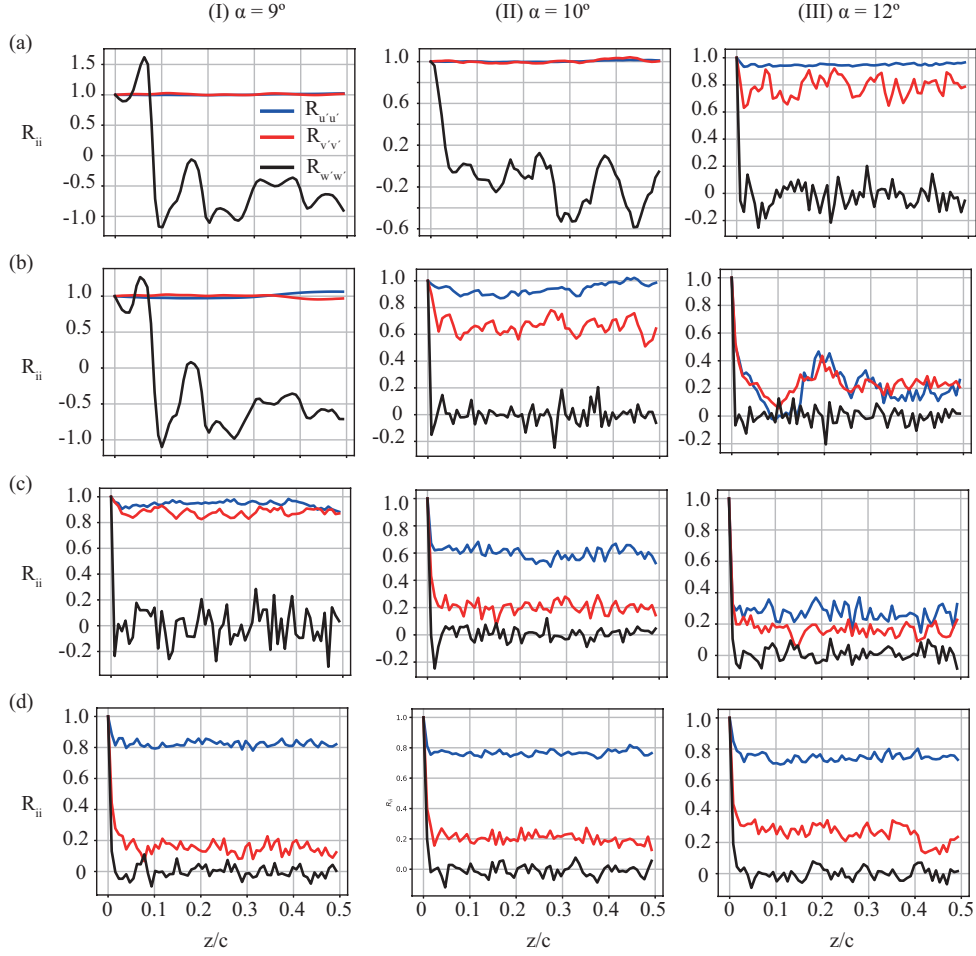 (I) α = 9º (II) α = 10º (III) α = 12º
(a)
R_ii
1.5 1.0 0 -0.5 -1.0
R_u′u′
R_v′v′
R_w′w′
1.0 0.6 0.2 -0.2 -0.6
1.0 0.8 0.6 0.4 0.2 0 -0.2
(b)
R_ii
1.0 0 -0.5 -1.0
1.0 0.8 0.6 0.4 0.2 0 -0.2
1.0 0.8 0.6 0.4 0.2 0 -0.2
(c)
R_ii
1.0 0.8 0.6 0.4 0.2 0 -0.2
1.0 0.8 0.6 0.4 0.2 0 -0.2
1.0 0.8 0.6 0.4 0.2 0
(d)
R_ii
1.0 0.8 0.6 0.4 0.2 0
R_ii
1.0 0.8 0.6 0.4 0.2 0.0
1.0 0.8 0.6 0.4 0.2 0
0 0.1 0.2 0.3 0.4 0.5 0 0.1 0.2 0.3 0.4 0.5 0 0.1 0.2 0.3 0.4 0.5
z/c z/c z/c